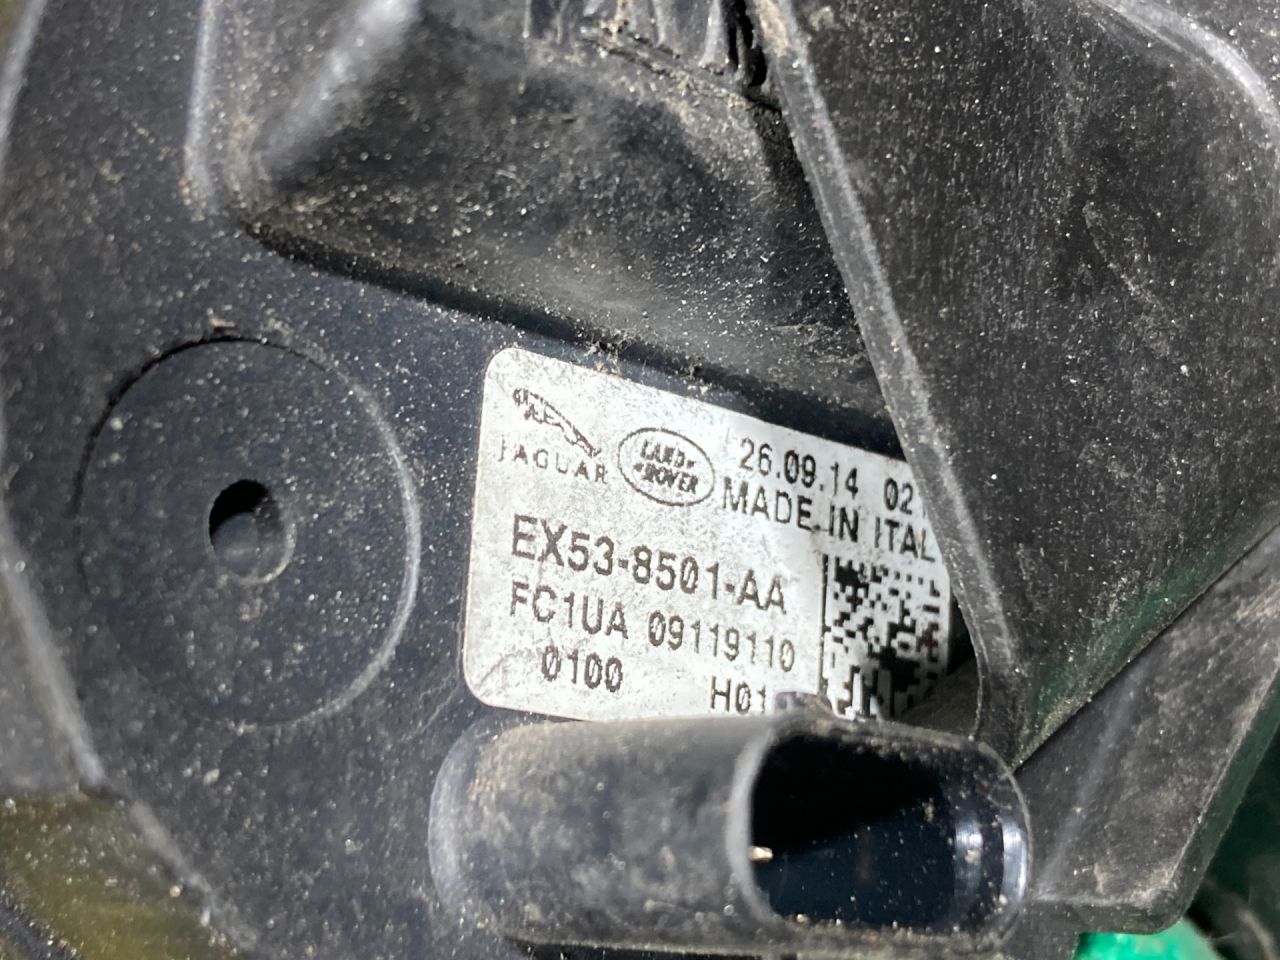 JAGUAR
LAND ROVER
26.09.14 02
MADE IN ITAL
EX53-8501-AA
FC1UA 09119110
0100 H01